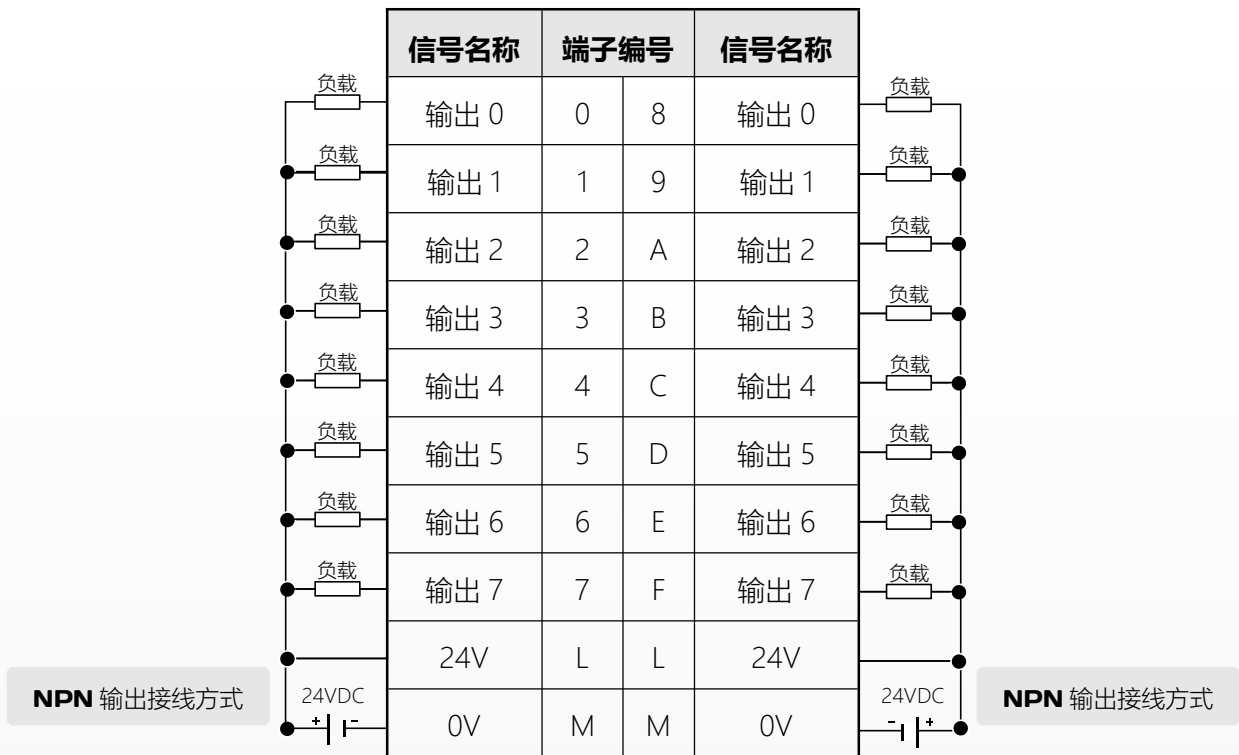 信号名称 端子编号 信号名称
负载 输出 0 0 8 输出 0 负载
负载 输出 1 1 9 输出 1 负载
负载 输出 2 2 A 输出 2 负载
负载 输出 3 3 B 输出 3 负载
负载 输出 4 4 C 输出 4 负载
负载 输出 5 5 D 输出 5 负载
负载 输出 6 6 E 输出 6 负载
负载 输出 7 7 F 输出 7 负载
24V L L 24V
NPN 输出接线方式 24VDC 24VDC NPN 输出接线方式
+ - 0V M M 0V - +